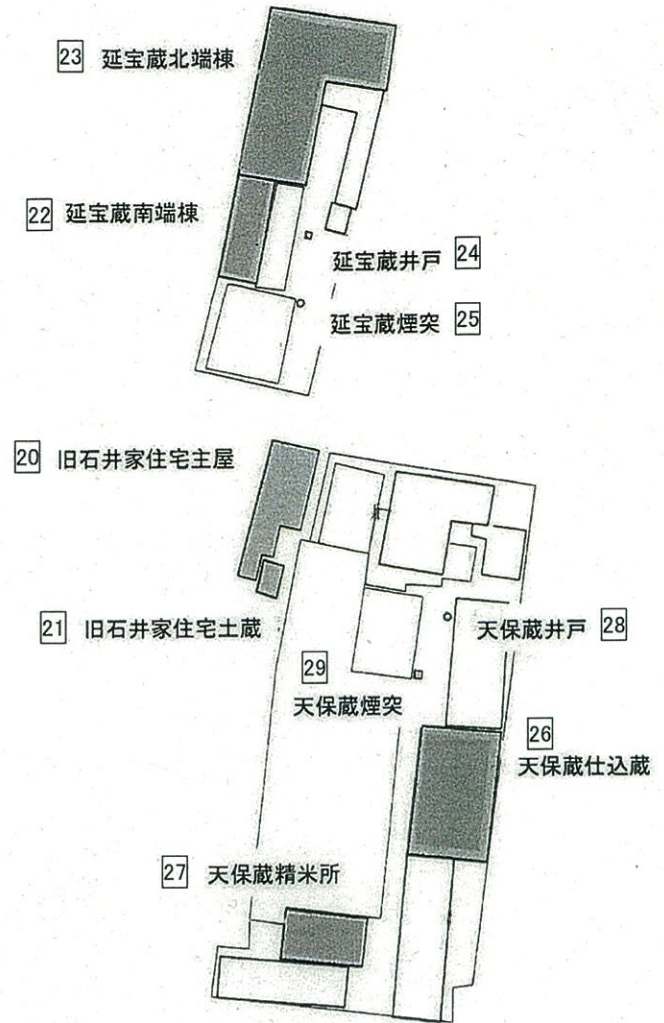 23 延宝蔵北端棟
22 延宝蔵南端棟
延宝蔵井戸 24
延宝蔵煙突 25
20 旧石井家住宅主屋
21 旧石井家住宅土蔵
天保蔵井戸 28
29
天保蔵煙突
26
天保蔵仕込蔵
27 天保蔵精米所